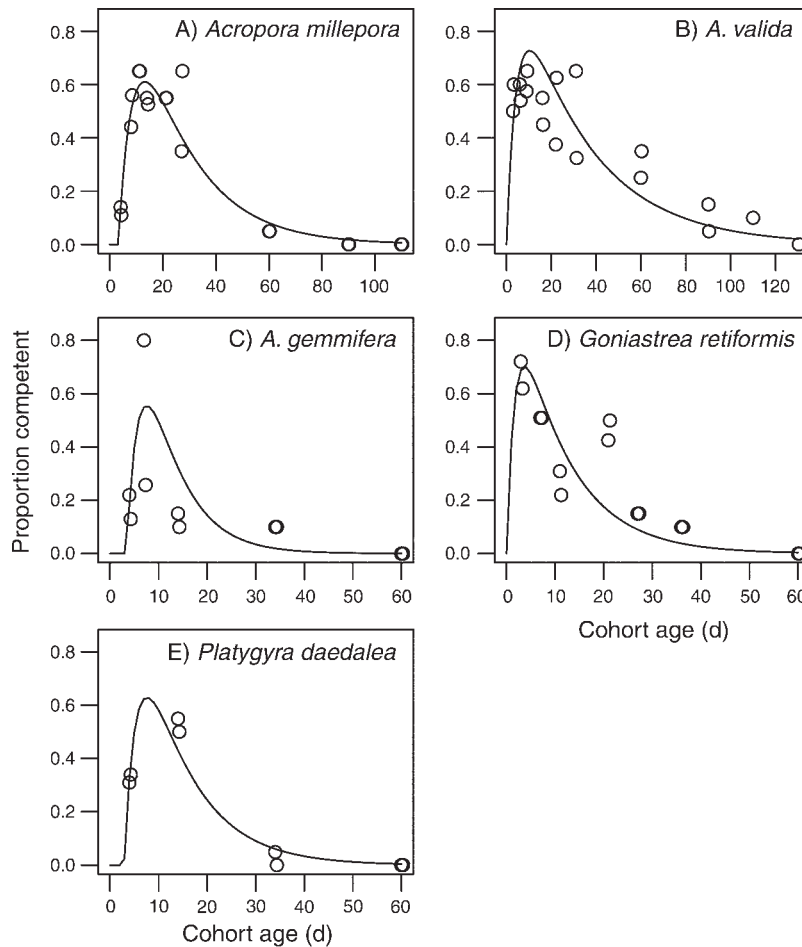 A) Acropora millepora
0.8
0.6
0.4
0.2
0.0
0 20 40 60 80 100
B) A. valida
0.8
0.6
0.4
0.2
0.0
0 20 40 60 80 100 120
C) A. gemmifera
0.8
0.6
0.4
0.2
0.0
0 10 20 30 40 50 60
D) Goniastrea retiformis
0.8
0.6
0.4
0.2
0.0
0 10 20 30 40 50 60
Cohort age (d)
Proportion competent
E) Platygyra daedalea
0.8
0.6
0.4
0.2
0.0
0 10 20 30 40 50 60
Cohort age (d)